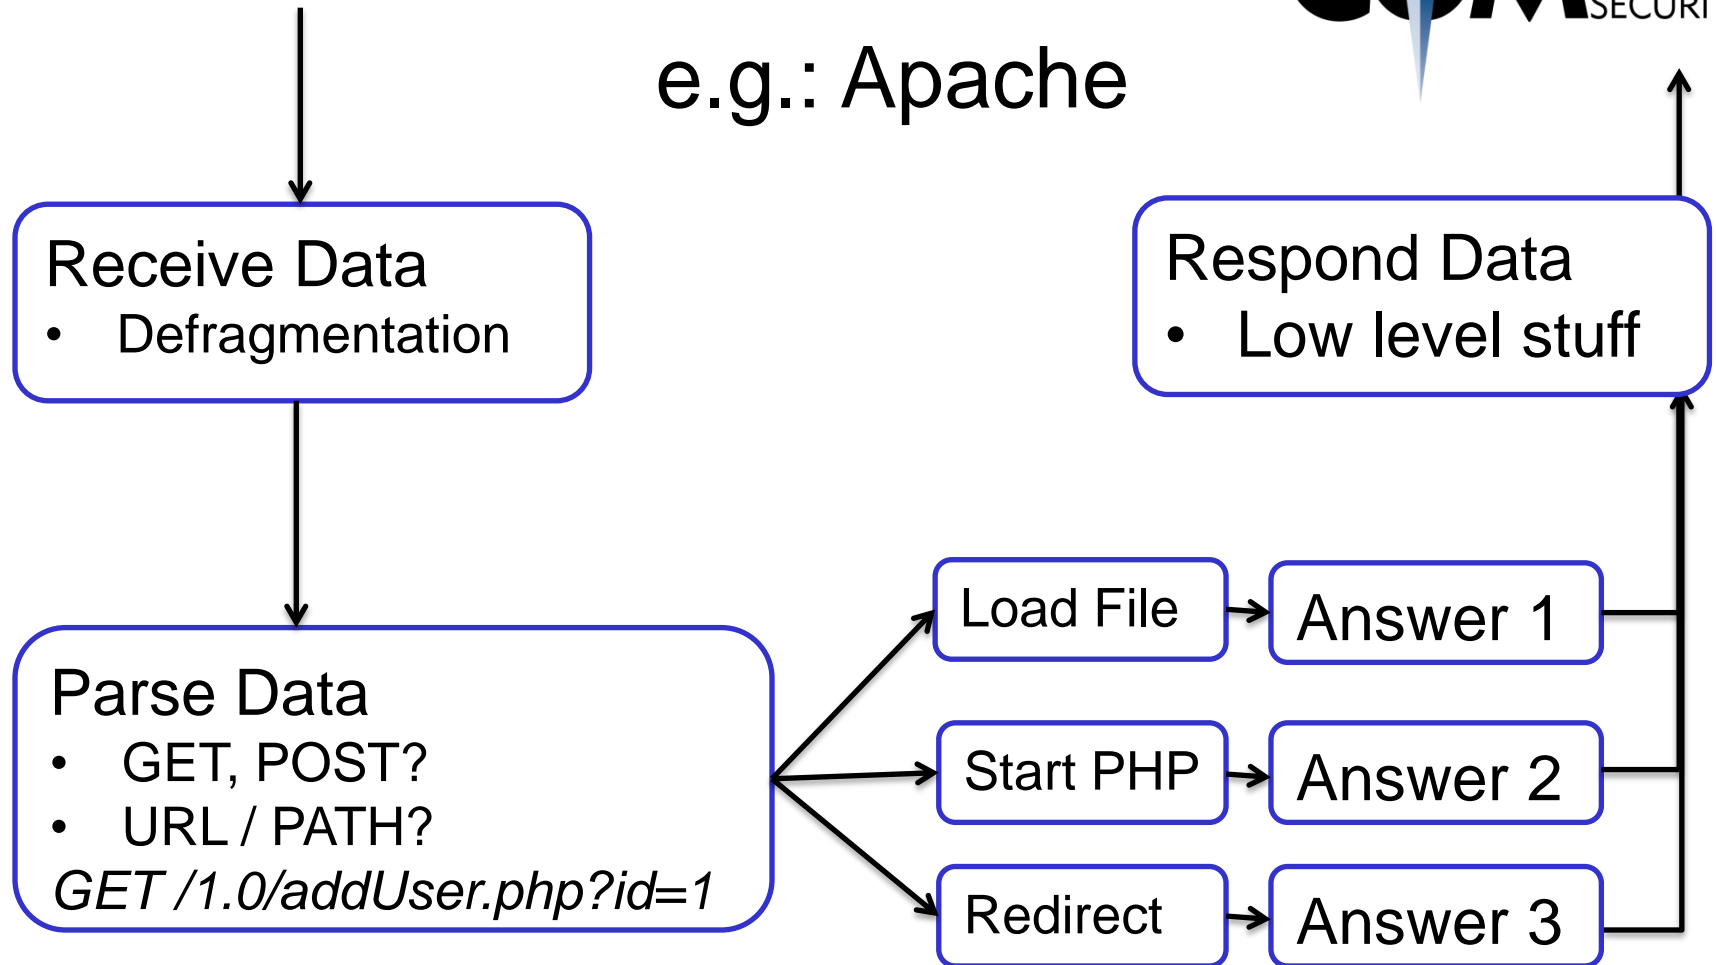 SECURI
e.g.: Apache
Receive Data
• Defragmentation
Respond Data
• Low level stuff
Parse Data
• GET, POST?
• URL / PATH?
GET /1.0/addUser.php?id=1
Load File
Answer 1
Start PHP
Answer 2
Redirect
Answer 3